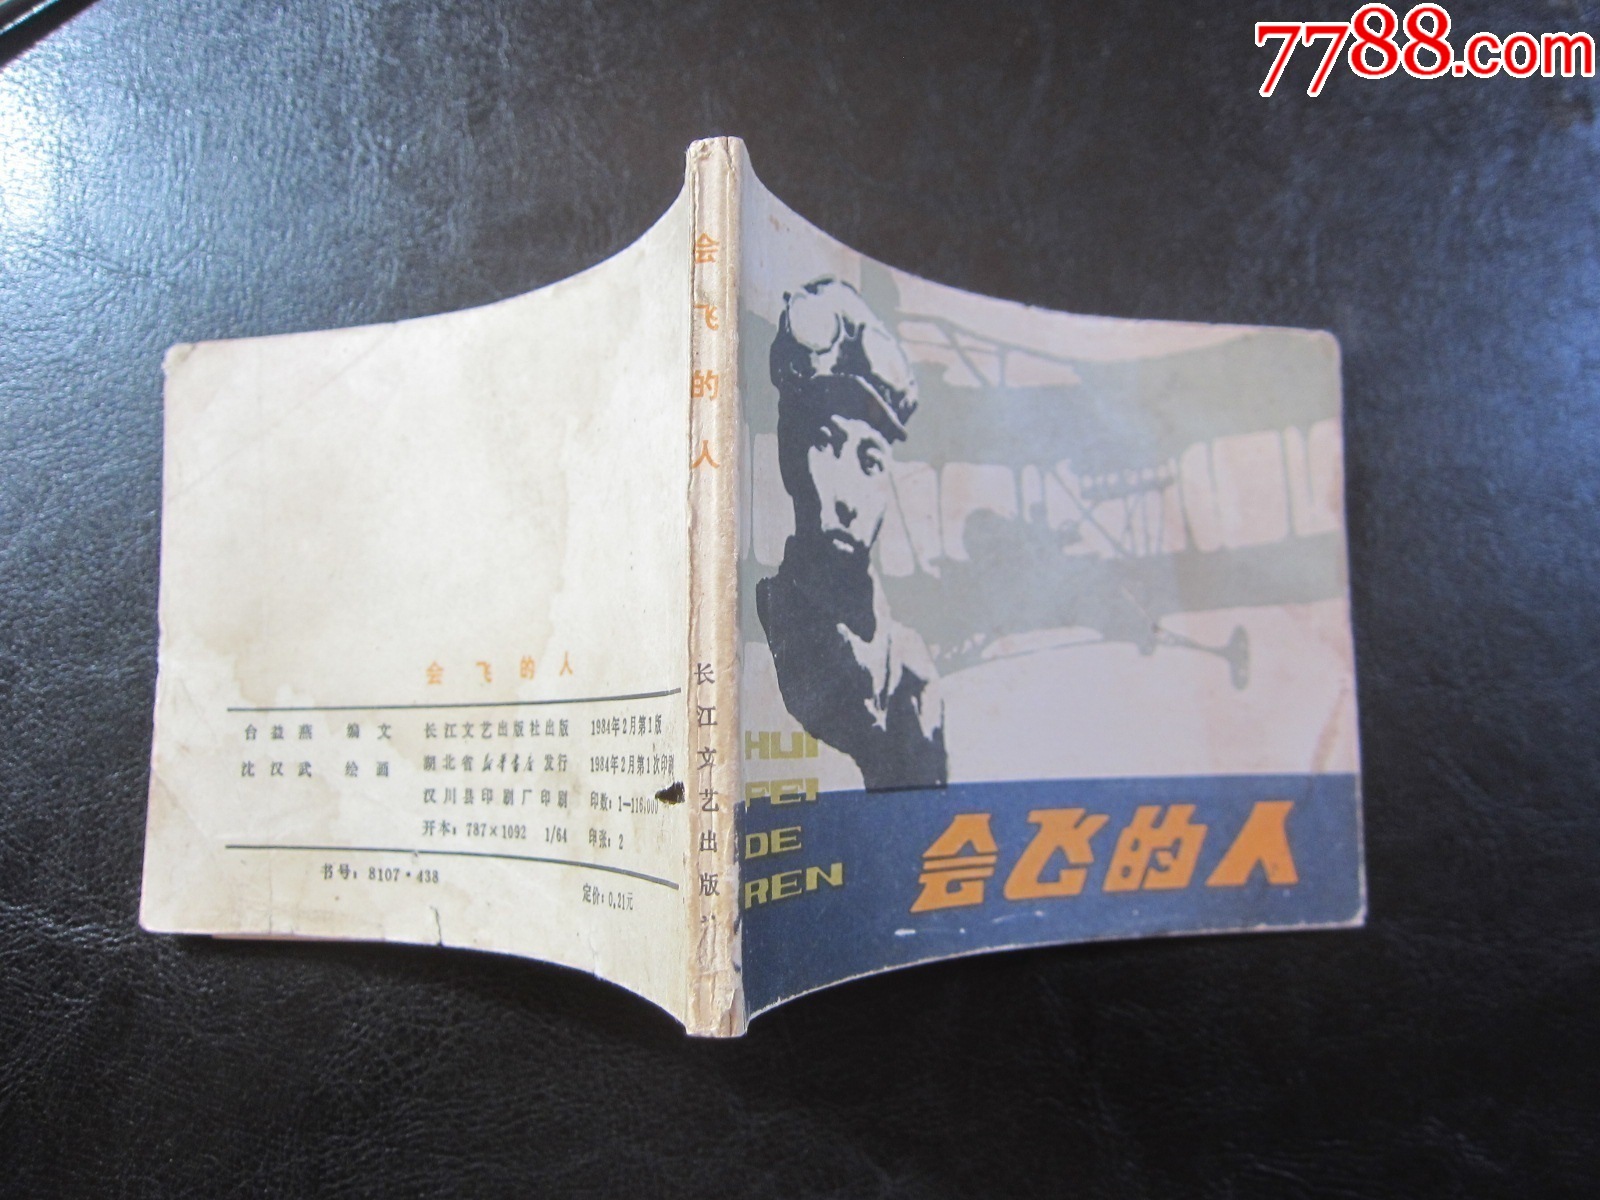 7788.com
会飞的人
长江文艺出版
会飞的人
台益燕 编文 长江文艺出版社出版 1984年2月第1版
沈汉武 绘画 湖北省新华书店发行 1984年2月第1次印刷
汉川县印刷厂印刷 印数：1—116,000
开本：787×1092 1/64 印张：2
书号：8107·438
定价：0.21元
HUI
FEI
DE
REN
会飞的人